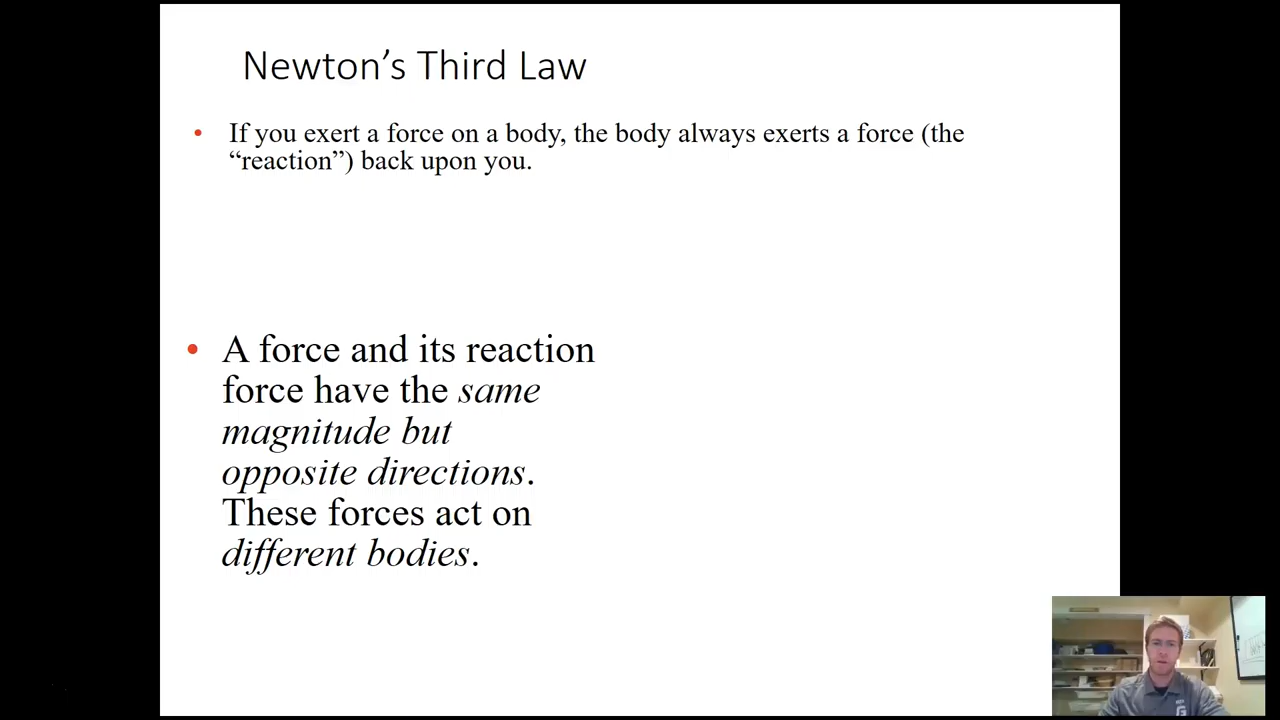 Newton’s Third Law
• If you exert a force on a body, the body always exerts a force (the
“reaction”) back upon you.
• A force and its reaction
force have the same
magnitude but
opposite directions.
These forces act on
different bodies.